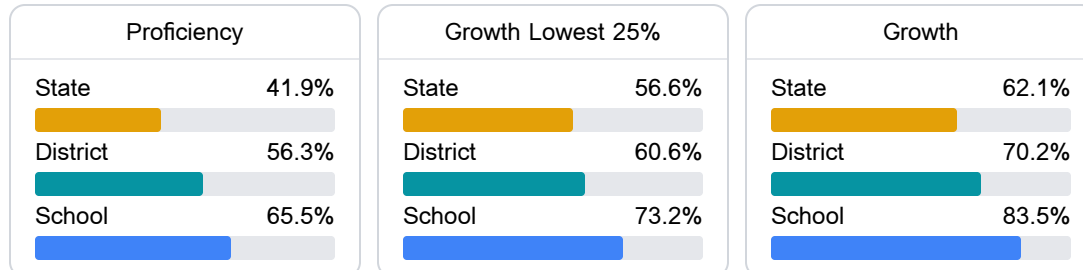 Proficiency
State 41.9%
District 56.3%
School 65.5%
Growth Lowest 25%
State 56.6%
District 60.6%
School 73.2%
Growth
State 62.1%
District 70.2%
School 83.5%